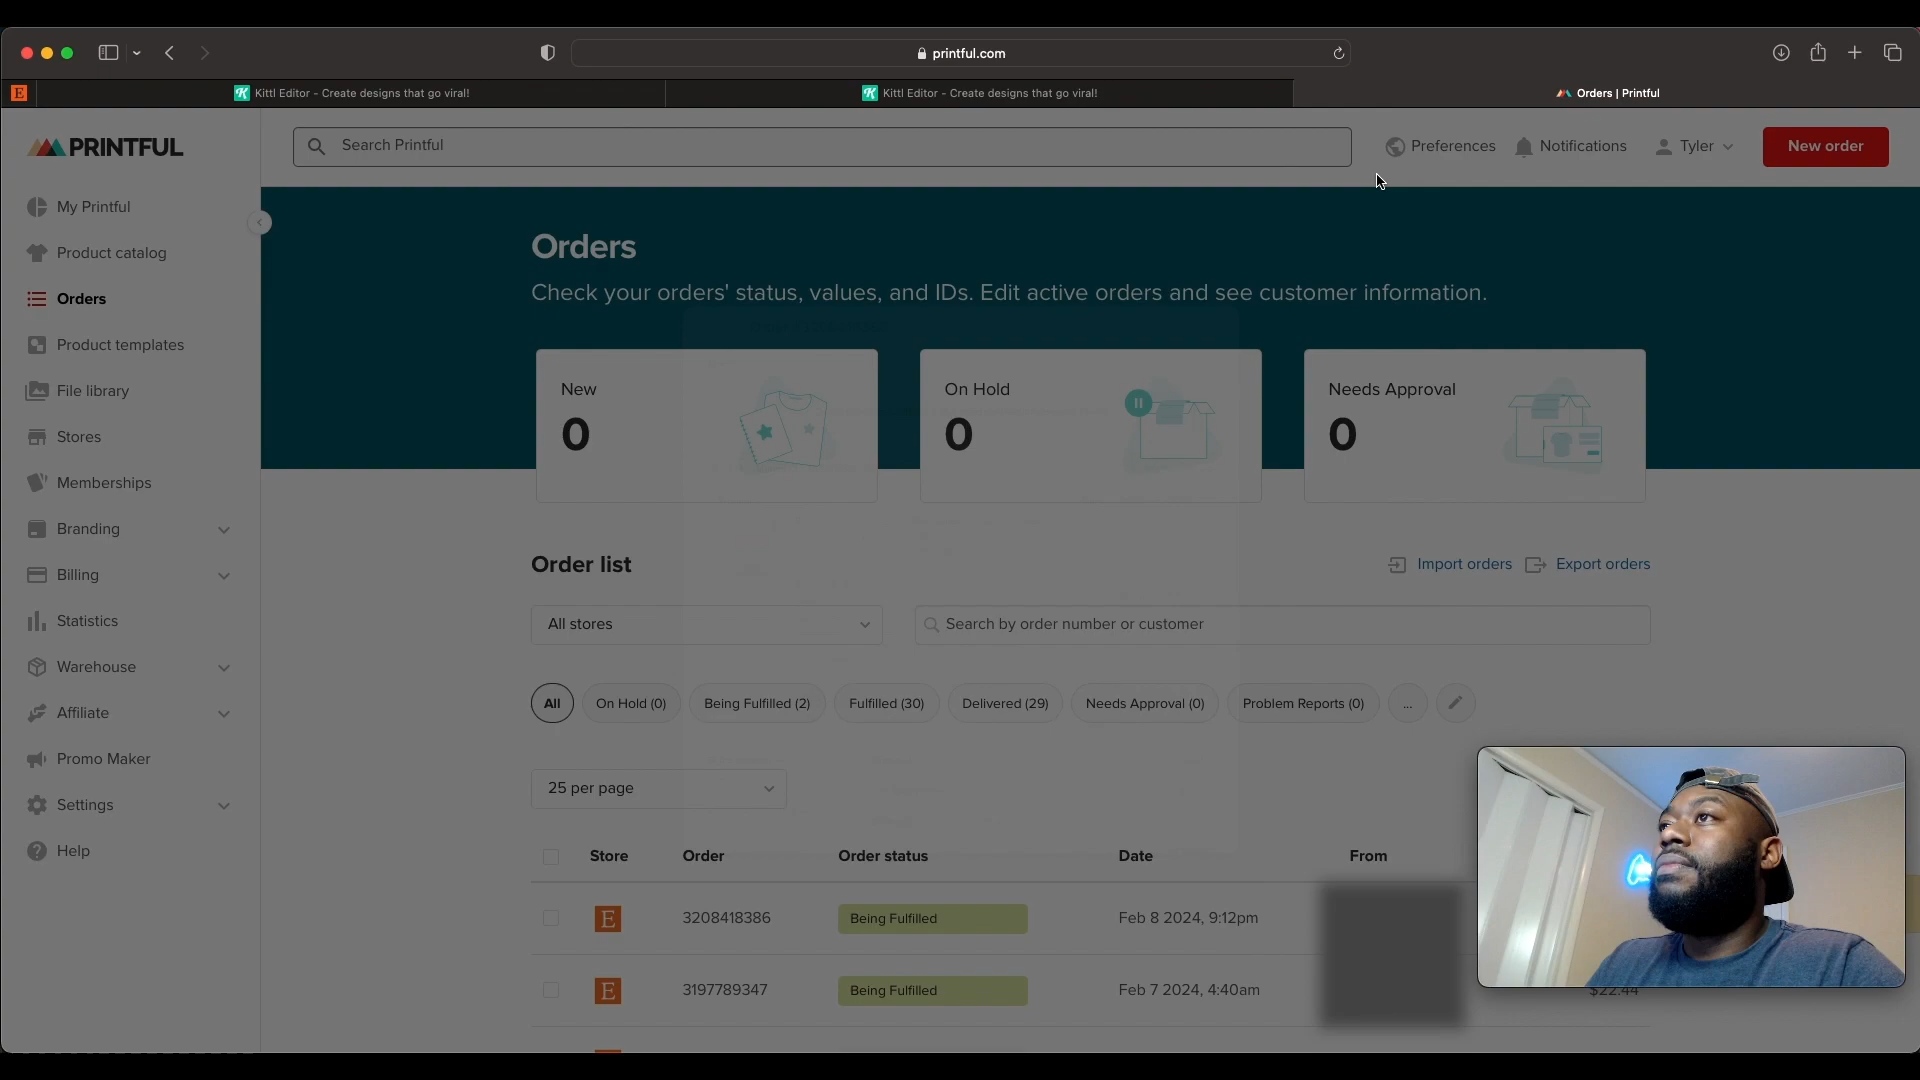 printful.com
E
Kittl Editor - Create designs that go viral!
Kittl Editor - Create designs that go viral!
Orders | Printful
PRINTFUL
Search Printful
Preferences
Notifications
Tyler
New order
My Printful
Product catalog
Orders
Product templates
File library
Stores
Memberships
Branding
Billing
Statistics
Warehouse
Affiliate
Promo Maker
Settings
Help
Orders
Check your orders' status, values, and IDs. Edit active orders and see customer information.
New
0
On Hold
0
Needs Approval
0
Order list
Import orders
Export orders
All stores
Search by order number or customer
All
On Hold (0)
Being Fulfilled (2)
Fulfilled (30)
Delivered (29)
Needs Approval (0)
Problem Reports (0)
...
25 per page
Store Order Order status Date From
E 3208418386 Being Fulfilled Feb 8 2024, 9:12pm
E 3197789347 Being Fulfilled Feb 7 2024, 4:40am $22.44